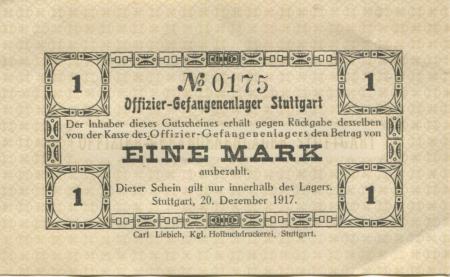 1 № 0175 1
Offizier-Gefangenenlager Stuttgart
Der Inhaber dieses Gutscheines erhält gegen Rückgabe desselben
von der Kasse des Offizier-Gefangenenlagers den Betrag von
EINE MARK
ausbezahlt.
Dieser Schein gilt nur innerhalb des Lagers.
1 Stuttgart, 20. Dezember 1917. 1
Carl Liebich, Kgl. Hofbuchdruckerei, Stuttgart.